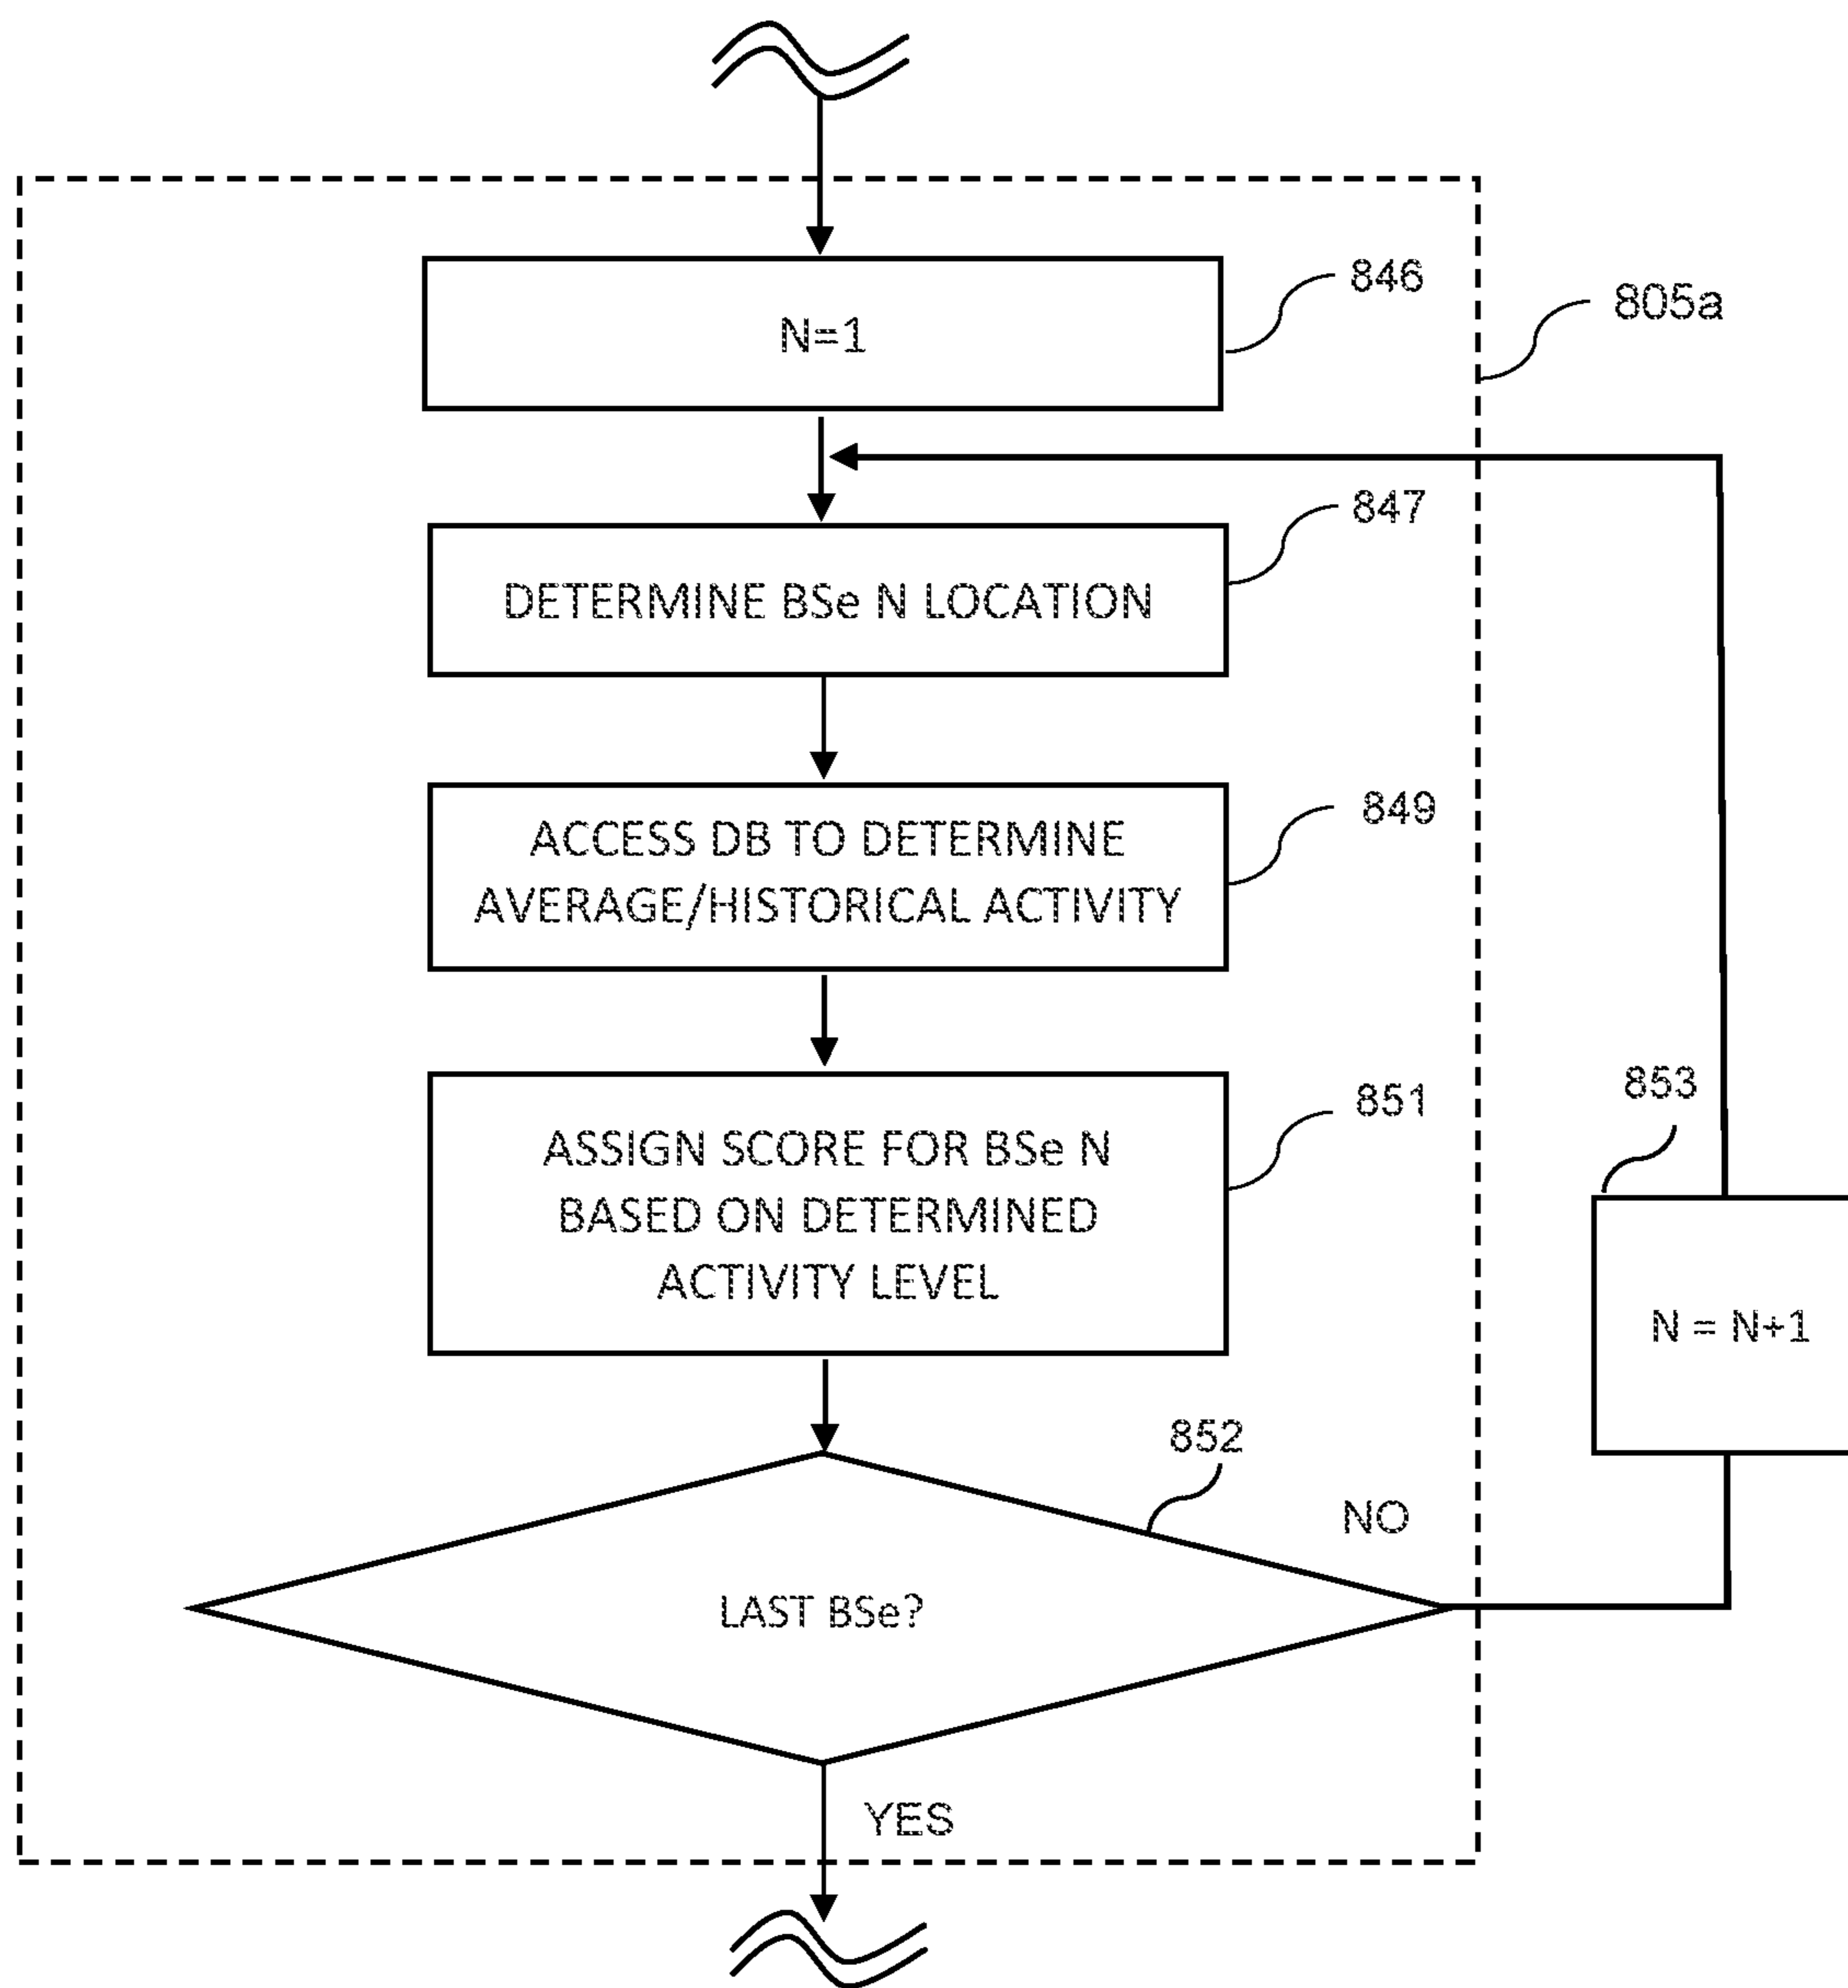 846
805a
N=1
847
DETERMINE BSe N LOCATION
849
ACCESS DB TO DETERMINE
AVERAGE/HISTORICAL ACTIVITY
851
853
ASSIGN SCORE FOR BSe N
BASED ON DETERMINED
ACTIVITY LEVEL
N = N+1
852
NO
LAST BSe?
YES